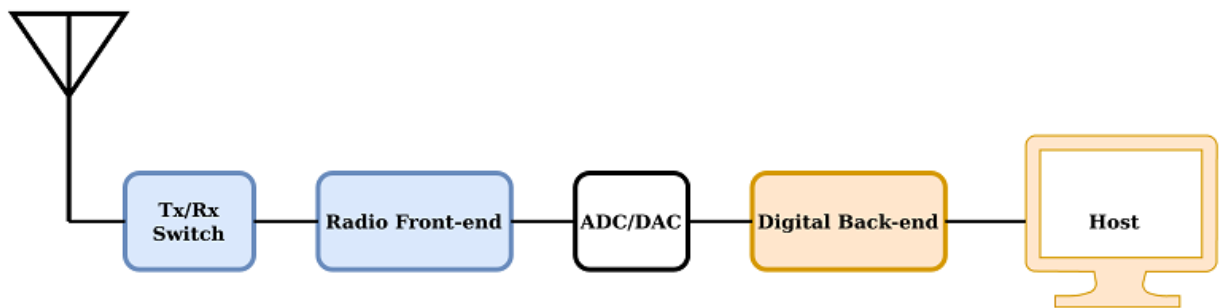 Tx/Rx
Switch
Radio Front-end
ADC/DAC
Digital Back-end
Host